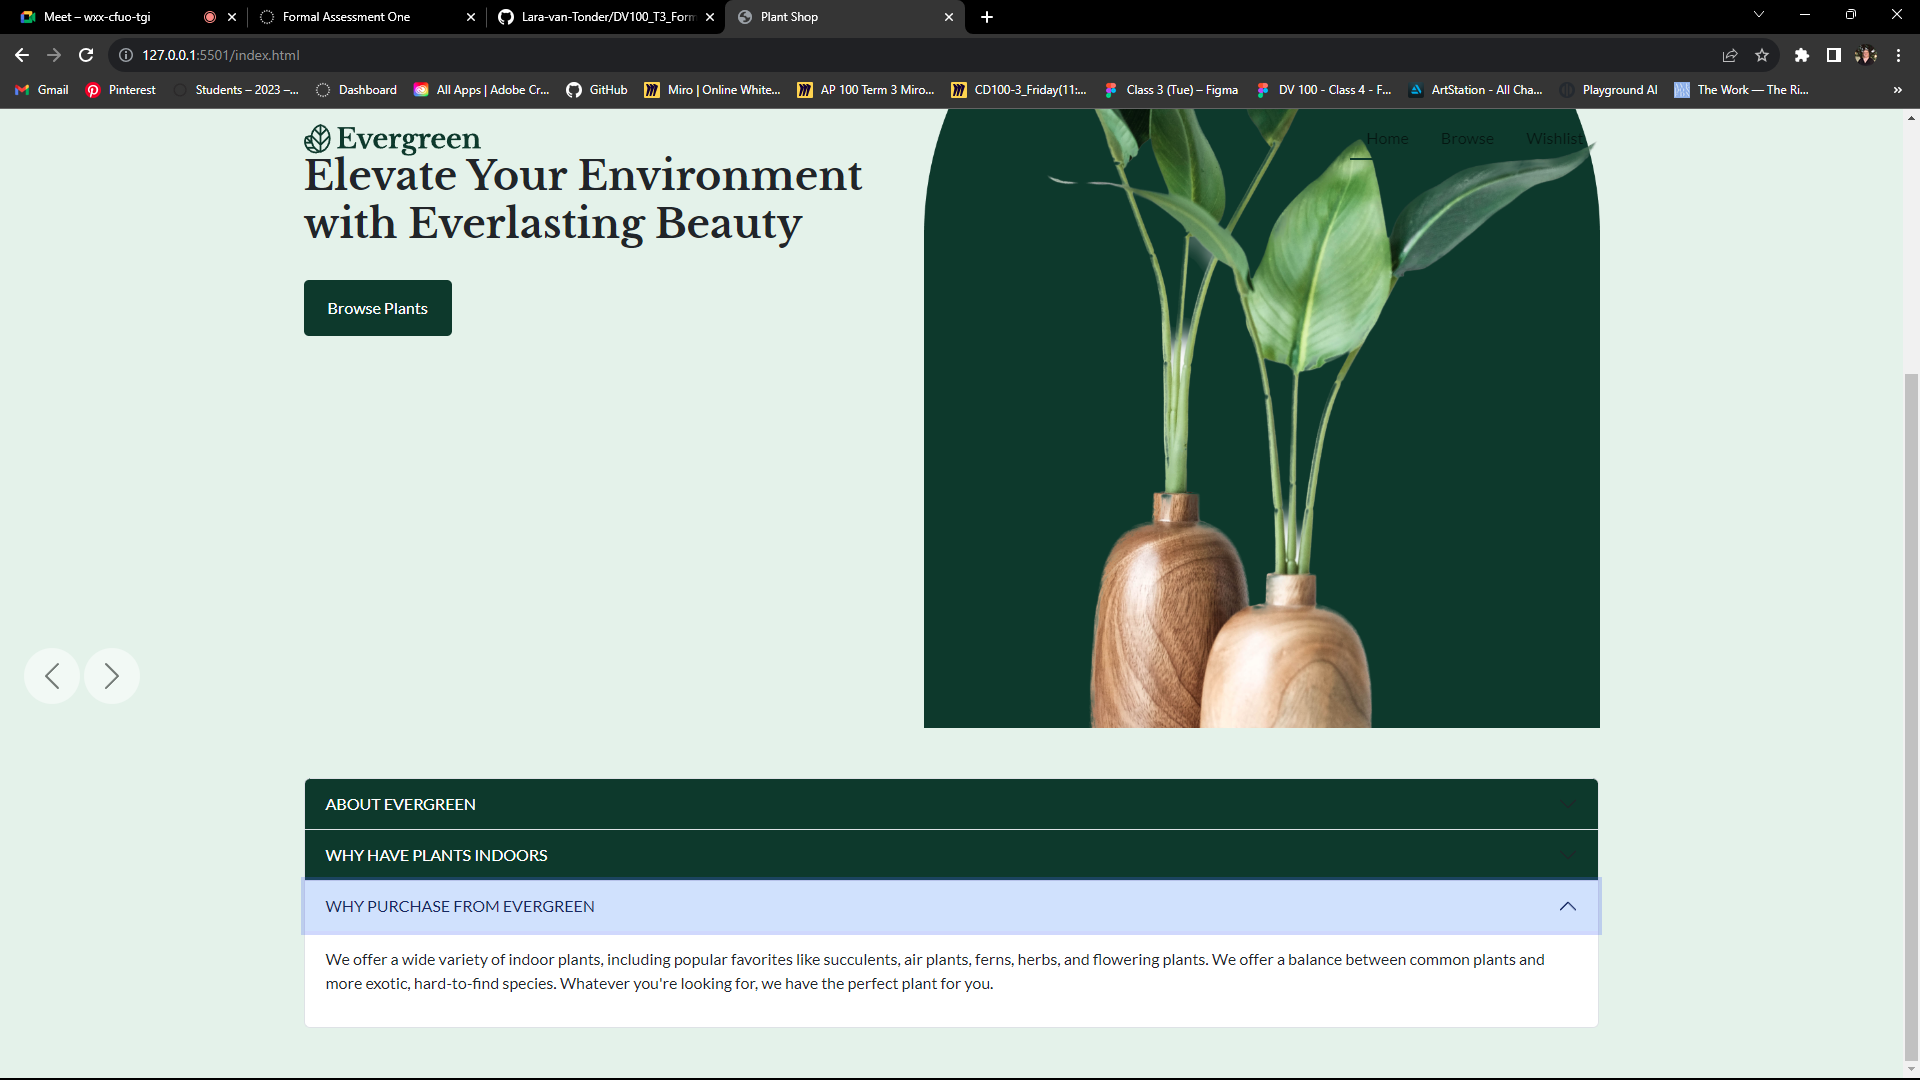 Meet – wxx-cfuo-tgi
Formal Assessment One
Lara-van-Tonder/DV100_T3_Form
Plant Shop
127.0.0.1:5501/index.html
Gmail
Pinterest
Students – 2023 –...
Dashboard
All Apps | Adobe Cr...
GitHub
Miro | Online White...
AP 100 Term 3 Miro...
CD100-3_Friday(11:...
Class 3 (Tue) – Figma
DV 100 - Class 4 - F...
ArtStation - All Cha...
Playground AI
The Work — The Ri...
»
Evergreen
Home
Browse
Wishlist
Elevate Your Environment
with Everlasting Beauty
Browse Plants
ABOUT EVERGREEN
WHY HAVE PLANTS INDOORS
WHY PURCHASE FROM EVERGREEN
We offer a wide variety of indoor plants, including popular favorites like succulents, air plants, ferns, herbs, and flowering plants. We offer a balance between common plants and
more exotic, hard-to-find species. Whatever you're looking for, we have the perfect plant for you.